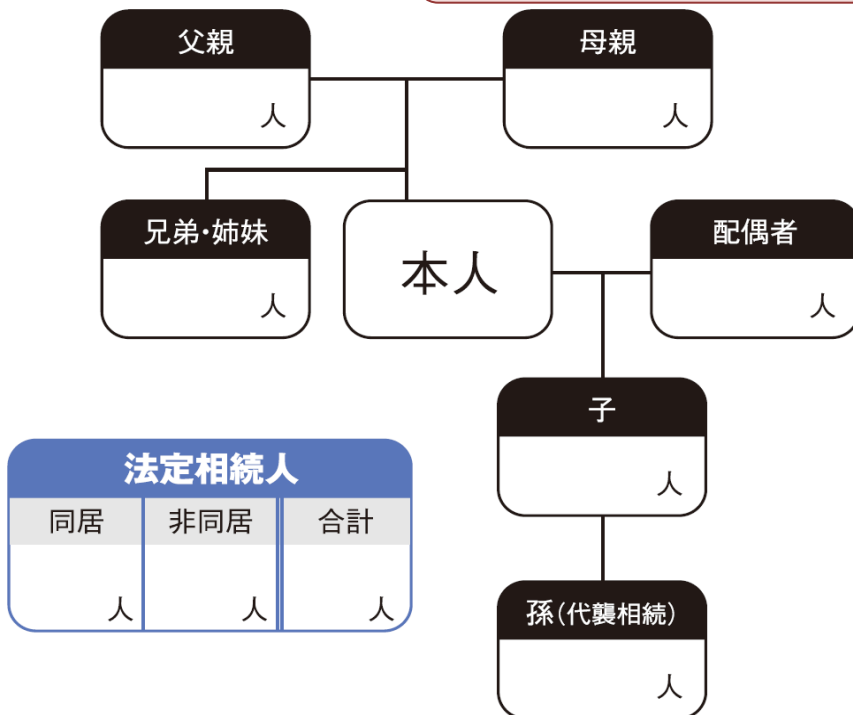 父親
人
母親
人
兄弟・姉妹
人
本人
配偶者
人
子
人
法定相続人
同居
非同居
合計
人
人
人
孫(代襲相続)
人